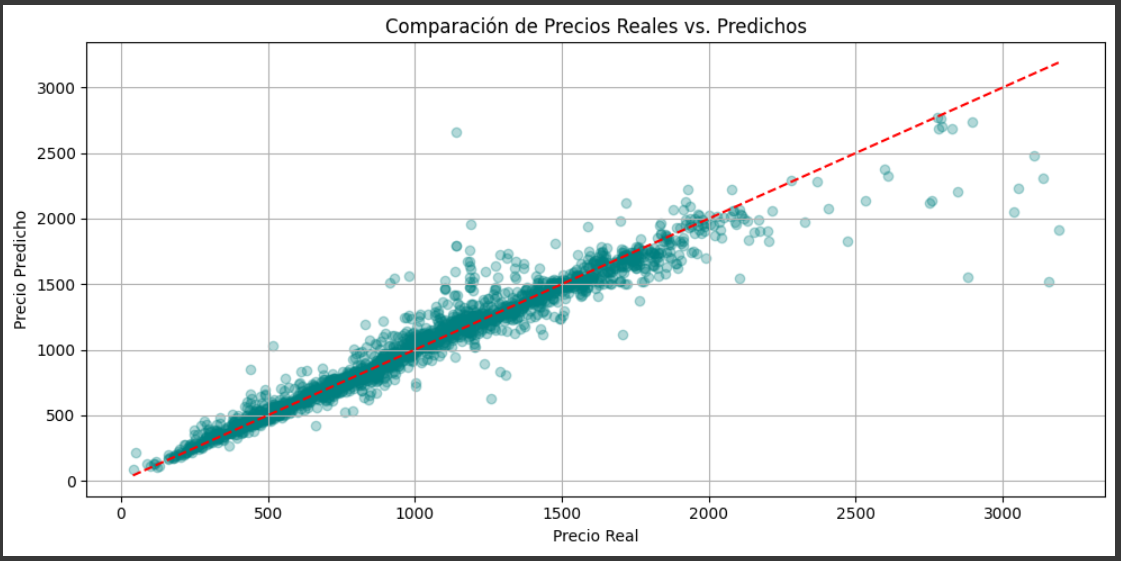 Comparación de Precios Reales vs. Predichos
3000
2500
2000
1500
1000
500
0
Precio Predicho
0 500 1000 1500 2000 2500 3000
Precio Real